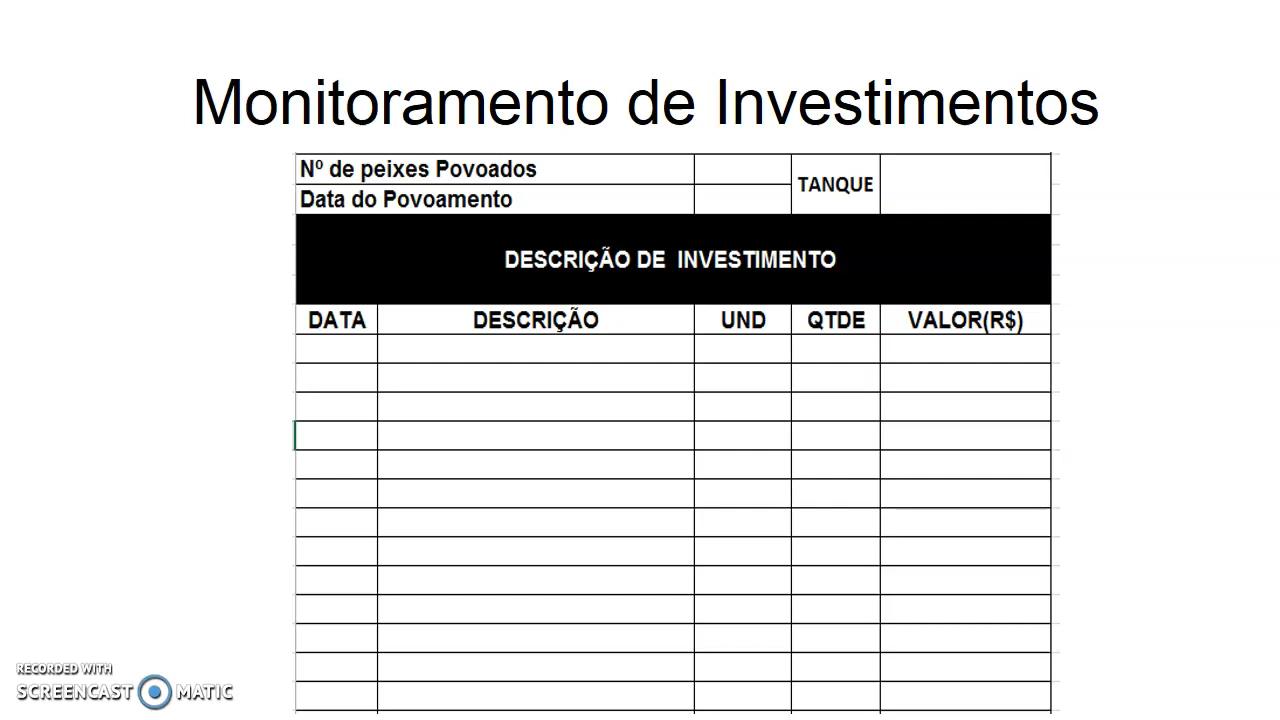 Monitoramento de Investimentos
Nº de peixes Povoados
TANQUE
Data do Povoamento
DESCRIÇÃO DE INVESTIMENTO
DATA DESCRIÇÃO UND QTDE VALOR(R$)
RECORDED WITH
SCREENCAST MATIC